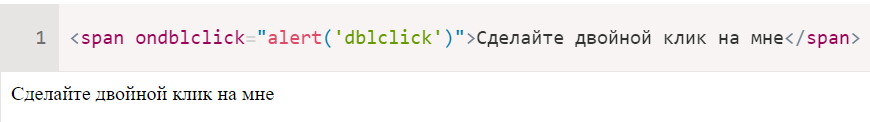 1 <span ondblclick="alert('dblclick')">Сделайте двойной клик на мне</span>
Сделайте двойной клик на мне